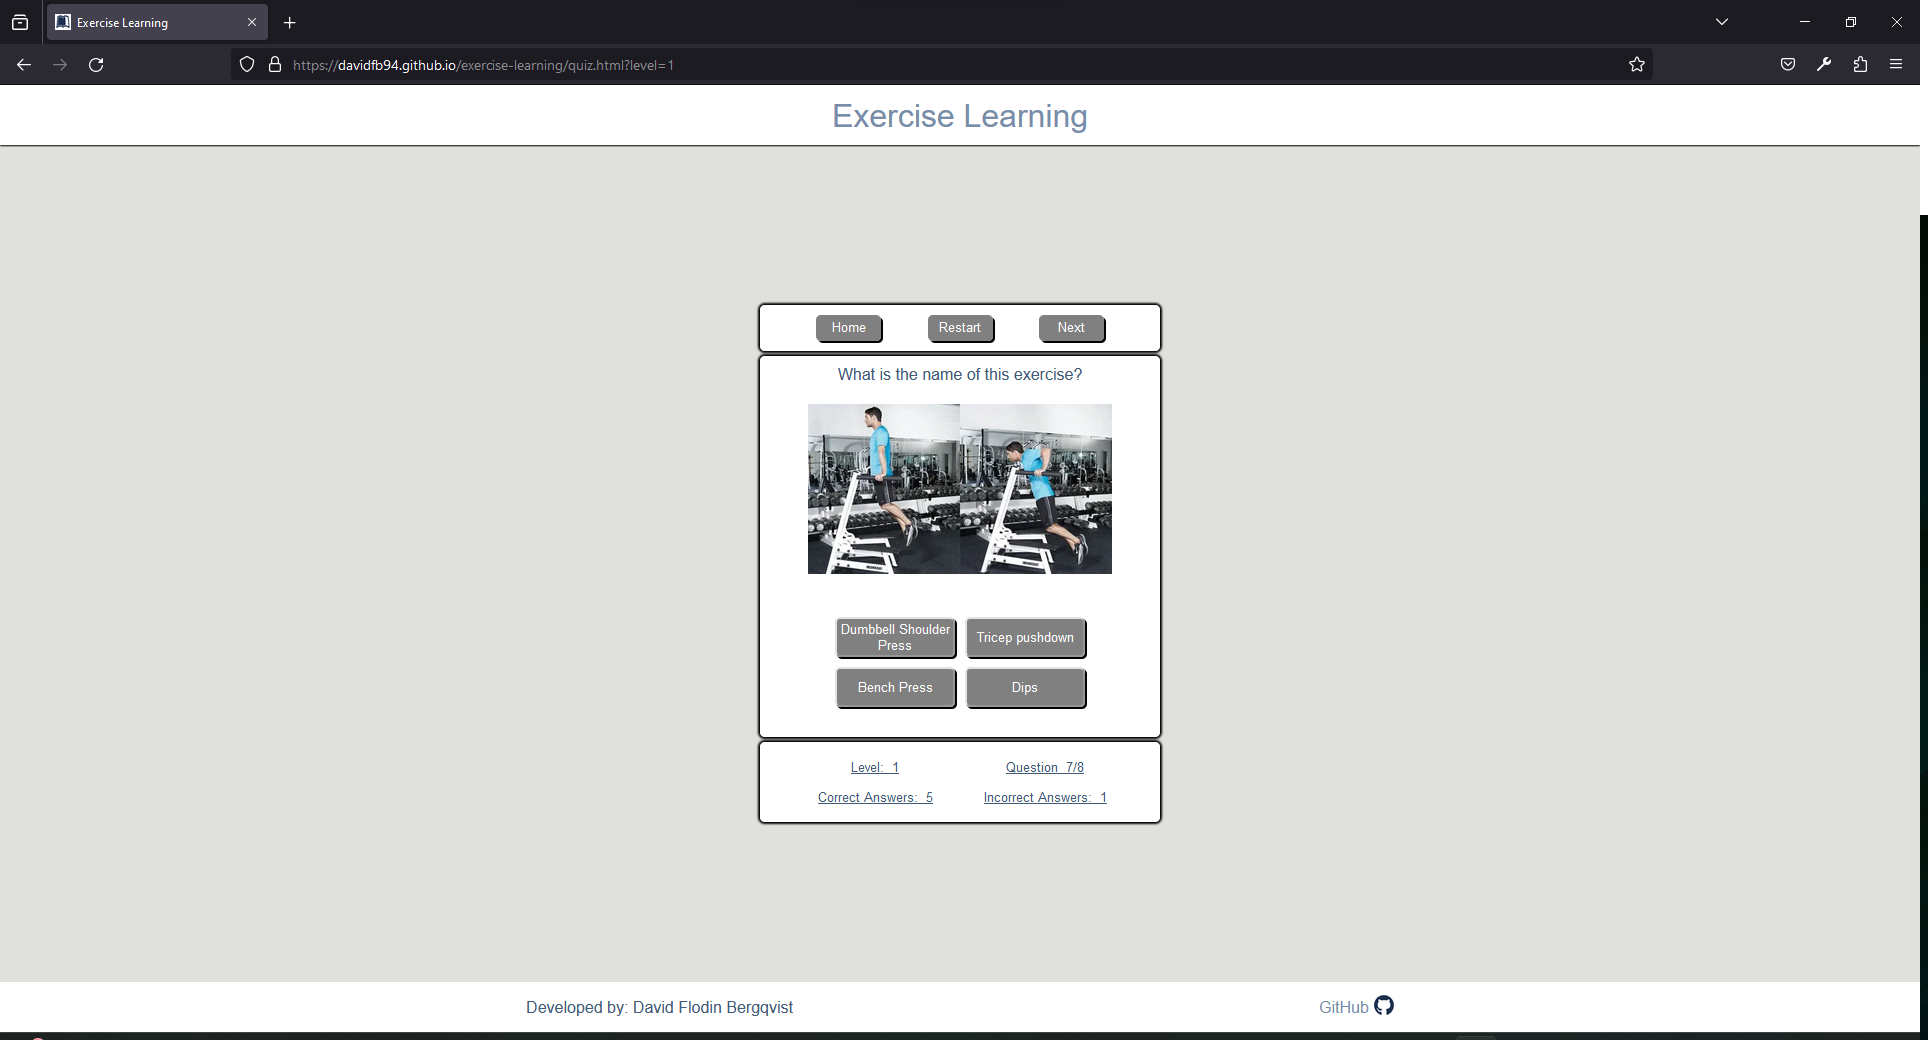 Exercise Learning
https://davidfb94.github.io/exercise-learning/quiz.html?level=1
Exercise Learning
Home Restart Next
What is the name of this exercise?
Dumbbell Shoulder
Press
Tricep pushdown
Bench Press
Dips
Level: 1
Question 7/8
Correct Answers: 5
Incorrect Answers: 1
Developed by: David Flodin Bergqvist
GitHub